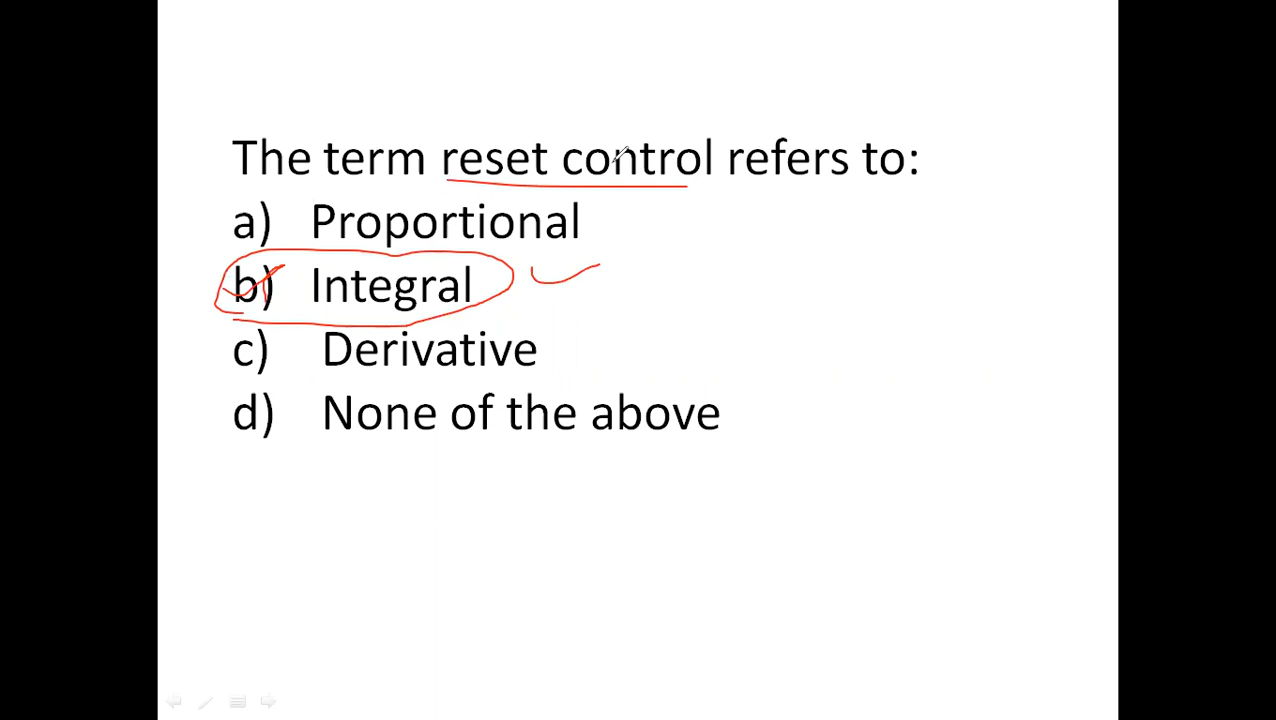 The term reset control refers to:
a) Proportional
b) Integral
c) Derivative
d) None of the above